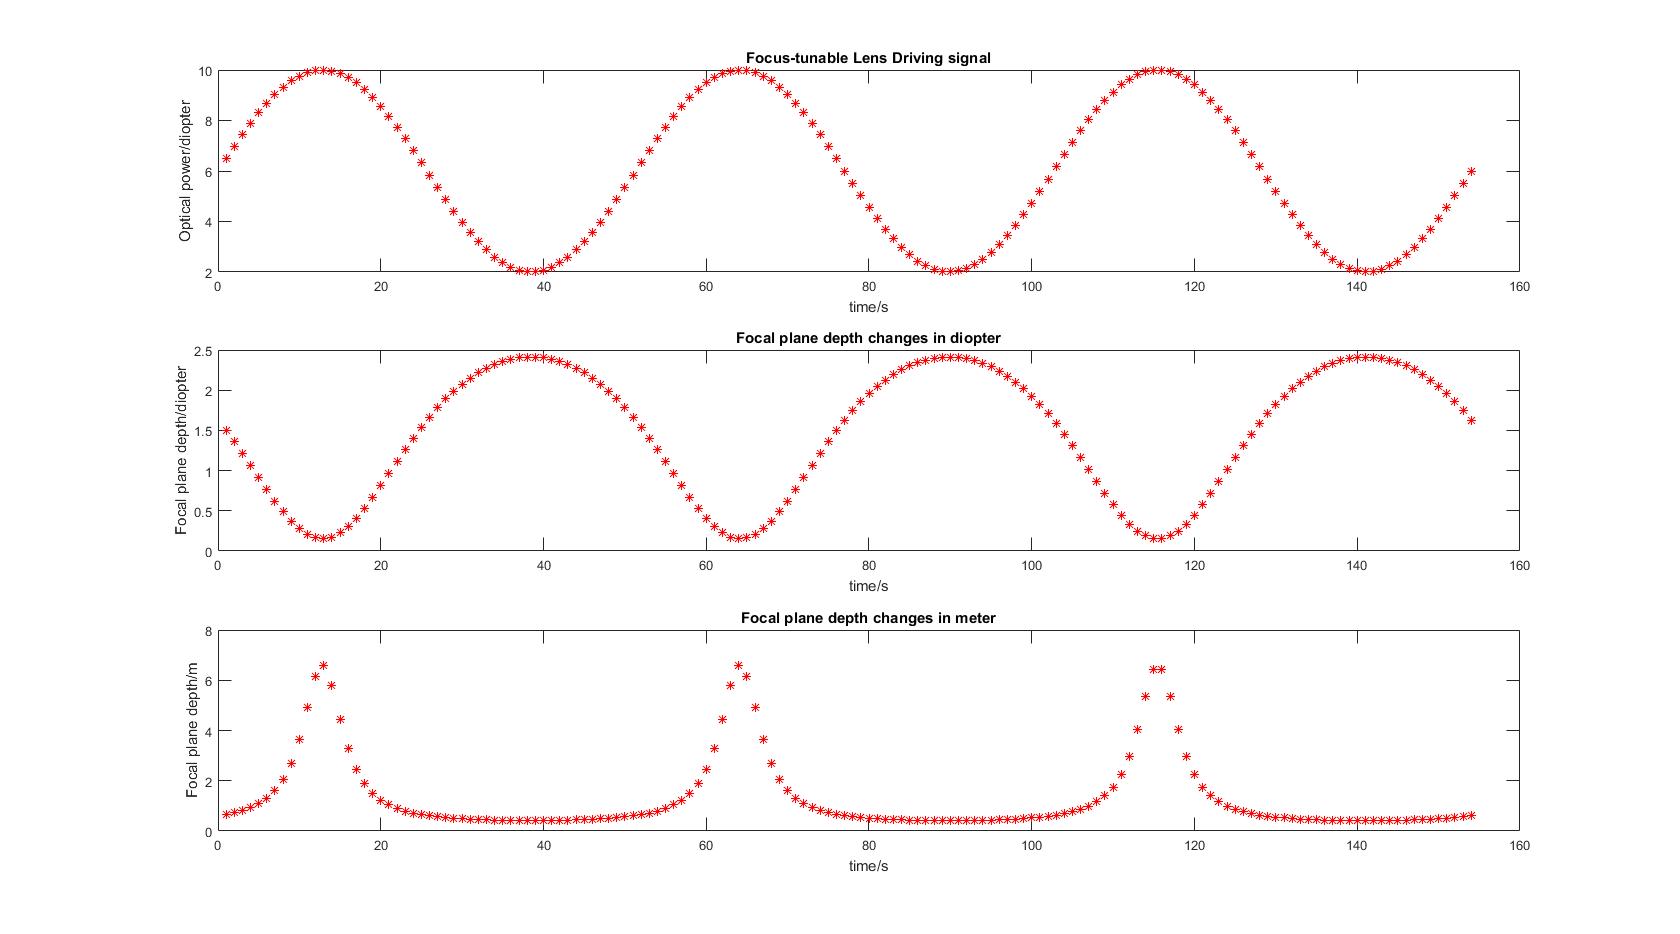 Focus-tunable Lens Driving signal
Optical power/diopter
10
8
6
4
2
0 20 40 60 80 100 120 140 160
time/s
Focal plane depth changes in diopter
Focal plane depth/diopter
2.5
2
1.5
1
0.5
0
0 20 40 60 80 100 120 140 160
time/s
Focal plane depth changes in meter
Focal plane depth/m
8
6
4
2
0
0 20 40 60 80 100 120 140 160
time/s